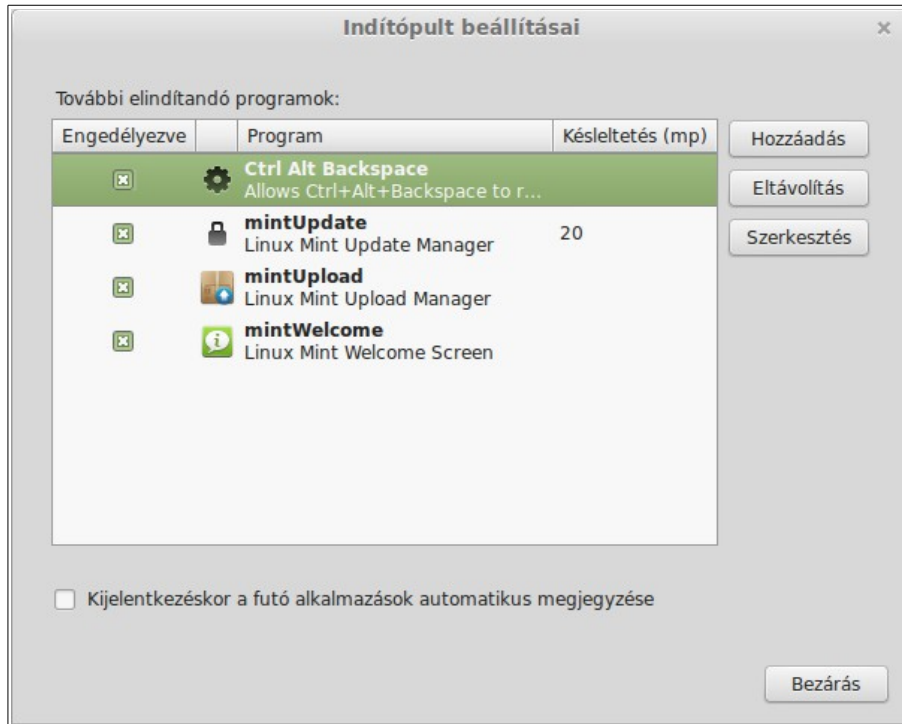 Indítópult beállításai
További elindítandó programok:
Engedélyezve Program Késleltetés (mp)
Hozzáadás
Ctrl Alt Backspace
Allows Ctrl+Alt+Backspace to r...
Eltávolítás
mintUpdate
Linux Mint Update Manager
20
Szerkesztés
mintUpload
Linux Mint Upload Manager
mintWelcome
Linux Mint Welcome Screen
Kijelentkezéskor a futó alkalmazások automatikus megjegyzése
Bezárás